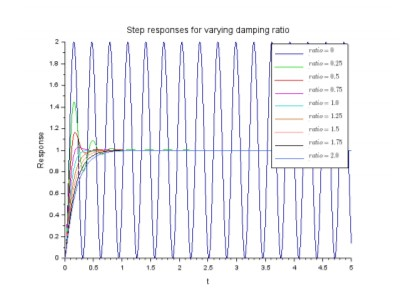 Step responses for varying damping ratio
2
1.8
1.6
1.4
1.2
1
0.8
0.6
0.4
0.2
0
Response
0 0.5 1 1.5 2 2.5 3 3.5 4 4.5 5
t
ratio = 0
ratio = 0.25
ratio = 0.5
ratio = 0.75
ratio = 1.0
ratio = 1.25
ratio = 1.5
ratio = 1.75
ratio = 2.0